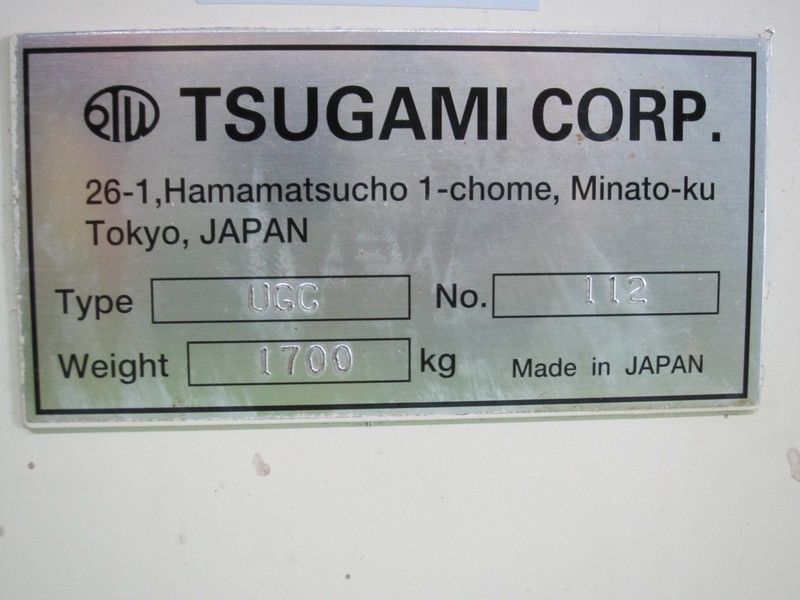 TSUGAMI CORP.
26-1,Hamamatsucho 1-chome, Minato-ku
Tokyo, JAPAN
Type UGG No. 112
Weight 1700 kg Made in JAPAN